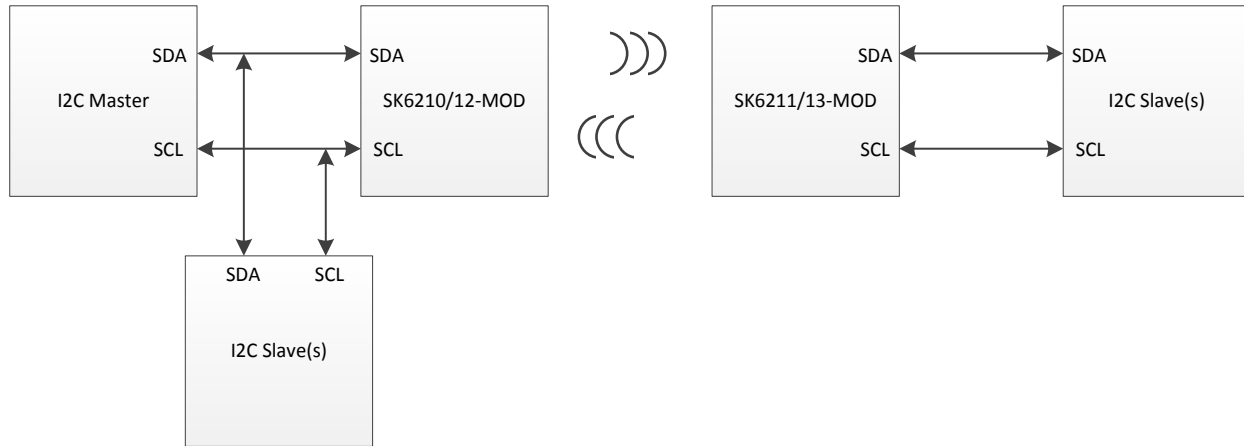 SDA
SDA
SDA
SDA
I2C Master
SK6210/12-MOD
SK6211/13-MOD
I2C Slave(s)
SCL
SCL
SCL
SCL
SDA
SCL
I2C Slave(s)